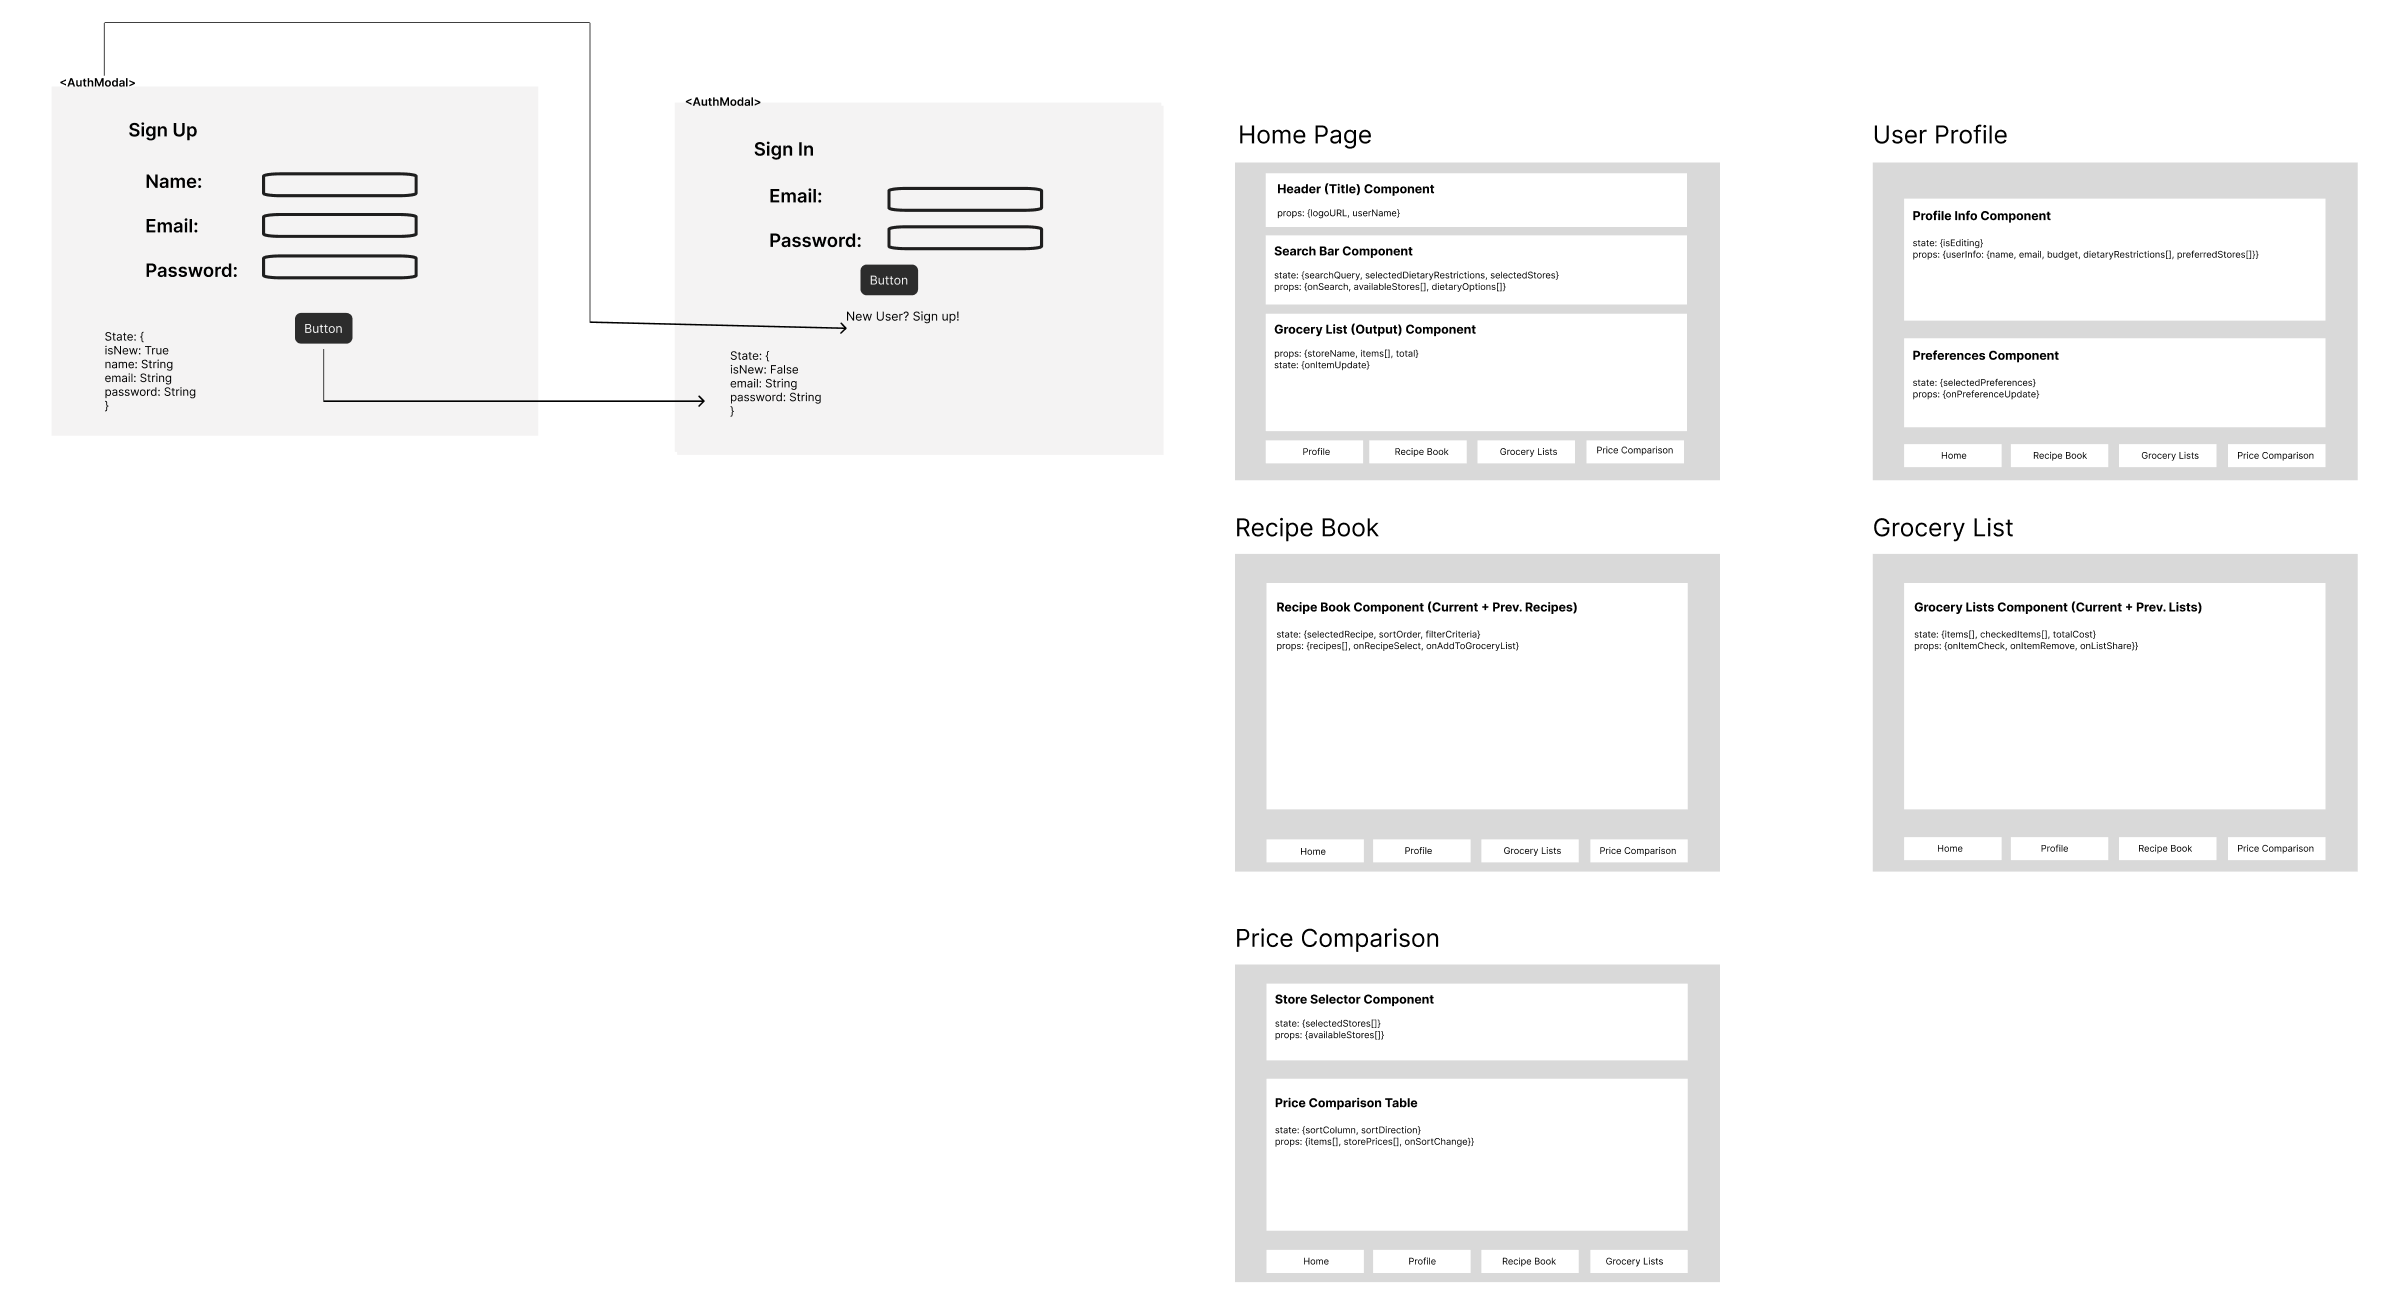 <AuthModal>
Sign Up
Name:
Email:
Password:
Button
State: {
isNew: True
name: String
email: String
password: String
}
<AuthModal>
Sign In
Email:
Password:
Button
New User? Sign up!
State: {
isNew: False
email: String
password: String
}
Home Page
Header (Title) Component
props: {logoURL, userName}
Search Bar Component
state: {searchQuery, selectedDietaryRestrictions, selectedStores}
props: {onSearch, availableStores[], dietaryOptions[]}
Grocery List (Output) Component
props: {storeName, items[], total}
state: {onItemUpdate}
Profile
Recipe Book
Grocery Lists
Price Comparison
User Profile
Profile Info Component
state: {isEditing}
props: {userInfo: {name, email, budget, dietaryRestrictions[], preferredStores[]}}
Preferences Component
state: {selectedPreferences}
props: {onPreferenceUpdate}
Home
Recipe Book
Grocery Lists
Price Comparison
Recipe Book
Recipe Book Component (Current + Prev. Recipes)
state: {selectedRecipe, sortOrder, filterCriteria}
props: {recipes[], onRecipeSelect, onAddToGroceryList}
Home
Profile
Grocery Lists
Price Comparison
Grocery List
Grocery Lists Component (Current + Prev. Lists)
state: {items[], checkedItems[], totalCost}
props: {onItemCheck, onItemRemove, onListShare}}
Home
Profile
Recipe Book
Price Comparison
Price Comparison
Store Selector Component
state: {selectedStores[]}
props: {availableStores[]}
Price Comparison Table
state: {sortColumn, sortDirection}
props: {items[], storePrices[], onSortChange}}
Home
Profile
Recipe Book
Grocery Lists